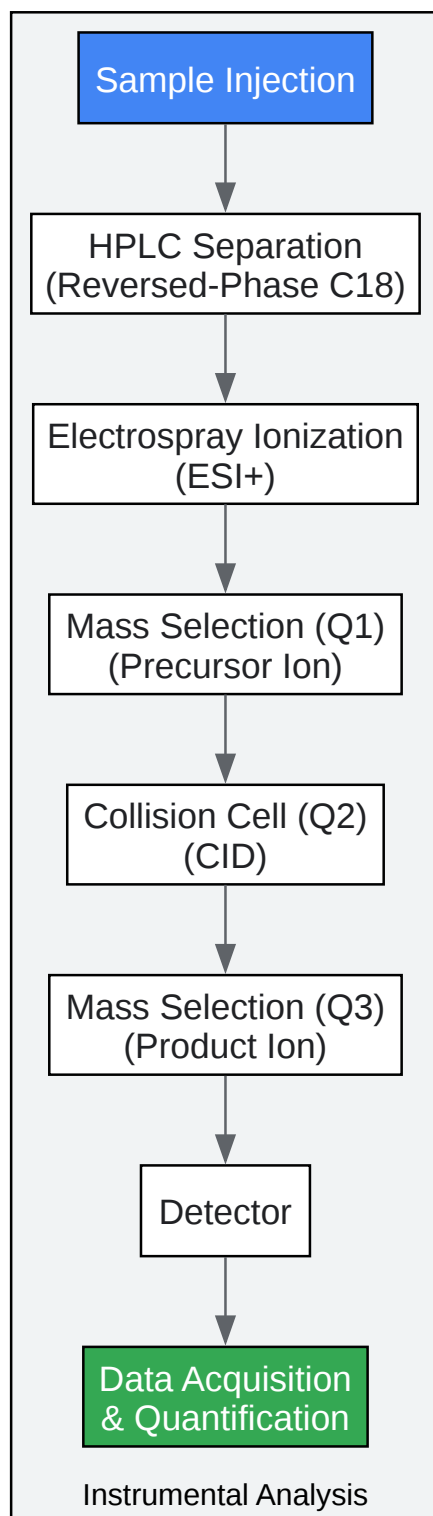 Sample Injection
HPLC Separation
(Reversed-Phase C18)
Electrospray Ionization
(ESI+)
Mass Selection (Q1)
(Precursor Ion)
Collision Cell (Q2)
(CID)
Mass Selection (Q3)
(Product Ion)
Detector
Data Acquisition
& Quantification
Instrumental Analysis